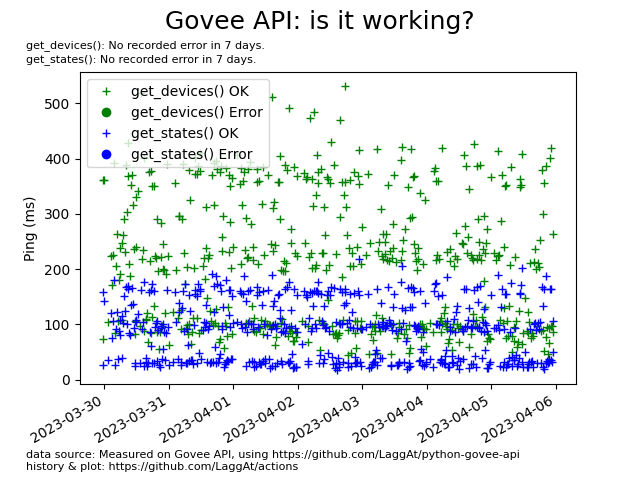 Govee API: is it working?
get_devices(): No recorded error in 7 days.
get_states(): No recorded error in 7 days.
get_devices() OK
get_devices() Error
get_states() OK
get_states() Error
Ping (ms)
500
400
300
200
100
0
2023-03-30
2023-03-31
2023-04-01
2023-04-02
2023-04-03
2023-04-04
2023-04-05
2023-04-06
data source: Measured on Govee API, using https://github.com/LaggAt/python-govee-api
history & plot: https://github.com/LaggAt/actions